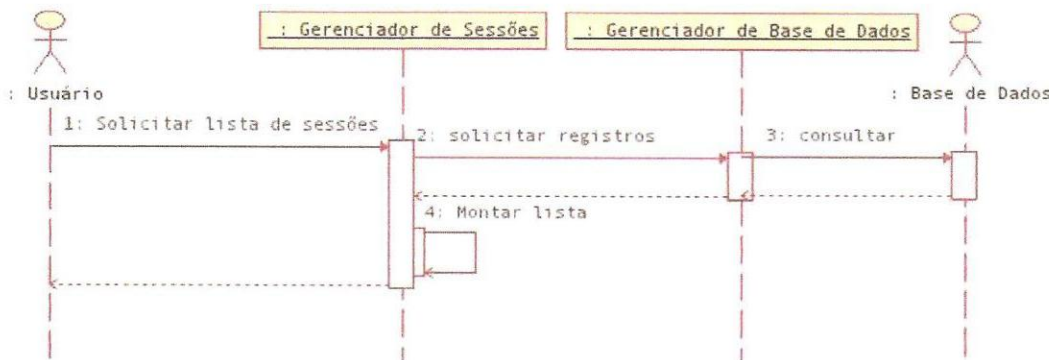 : Gerenciador de Sessões
: Gerenciador de Base de Dados
: Usuário
: Base de Dados
1: Solicitar lista de sessões
2: solicitar registros
3: consultar
4: Montar lista